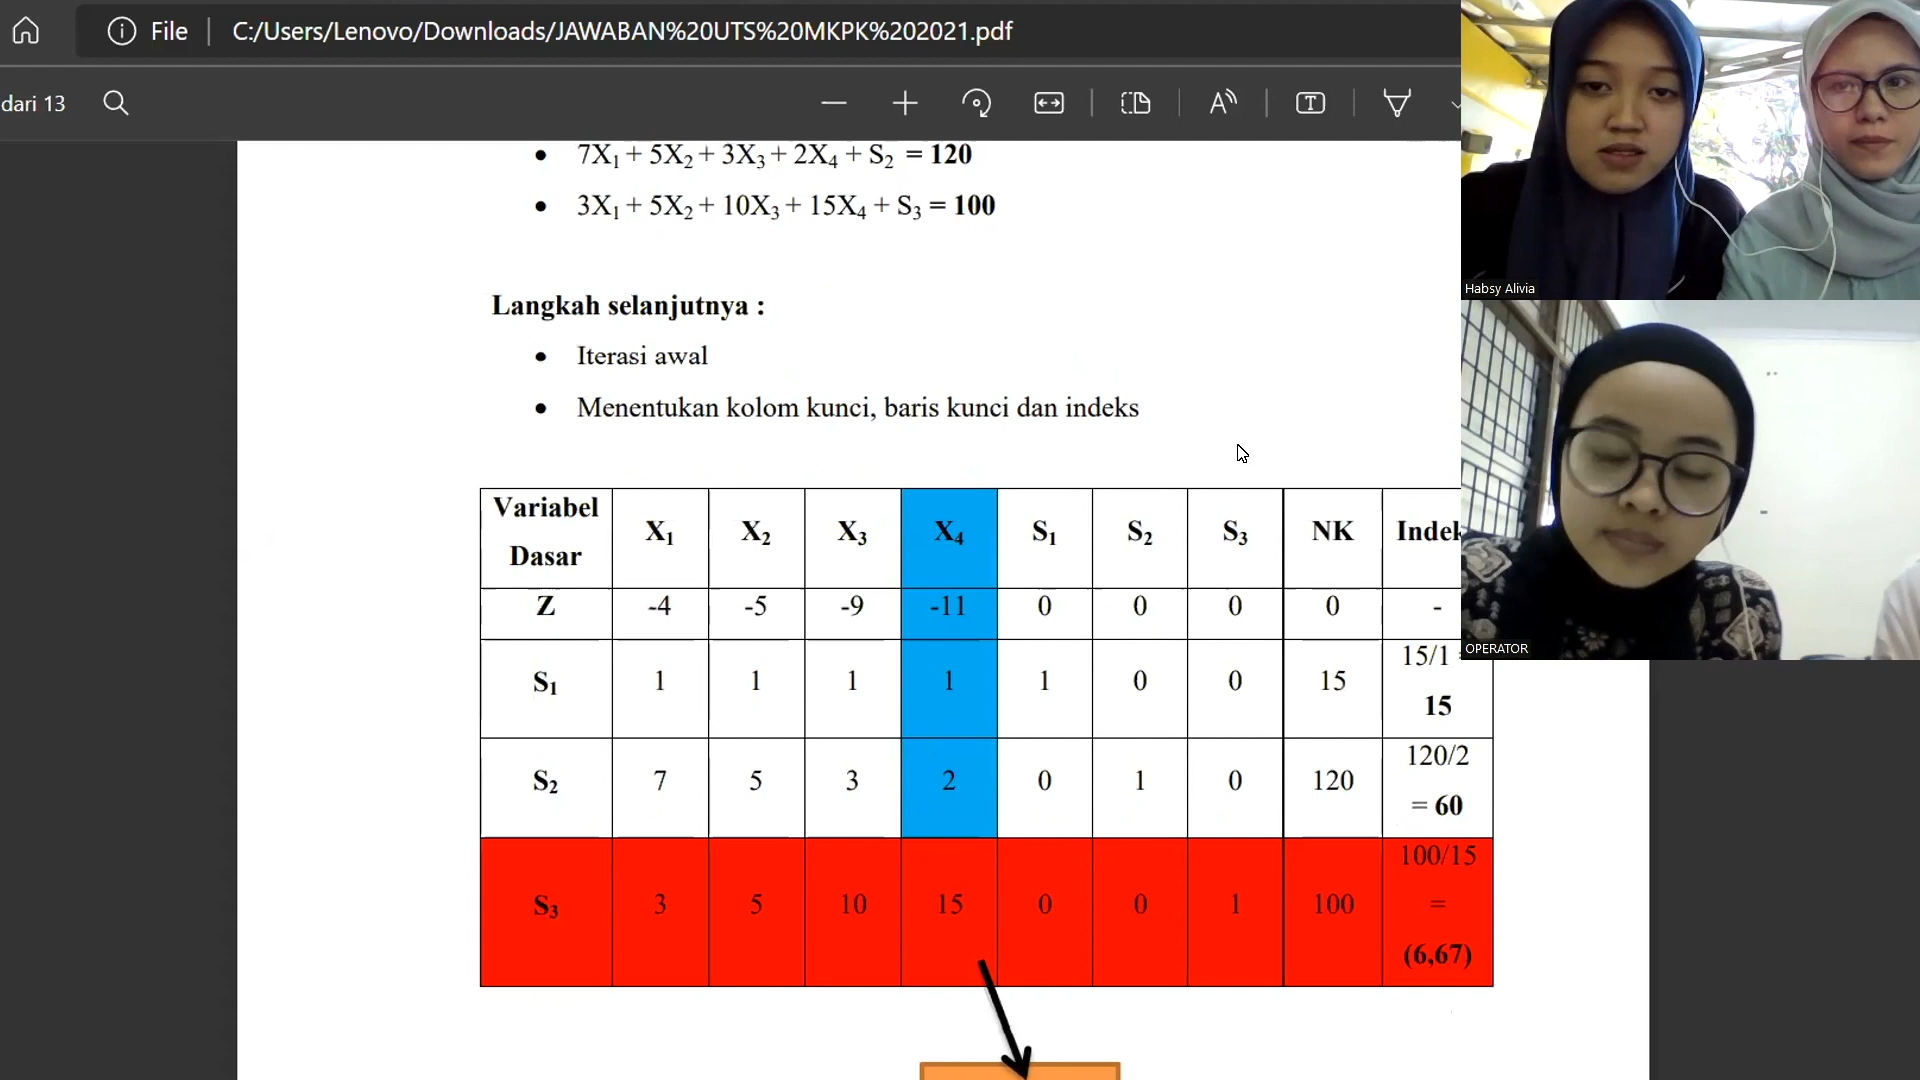 File | C:/Users/Lenovo/Downloads/JAWABAN%20UTS%20MKPK%202021.pdf
dari 13
7X₁ + 5X₂ + 3X₃ + 2X₄ + S₂ = 120
3X₁ + 5X₂ + 10X₃ + 15X₄ + S₃ = 100
Langkah selanjutnya :
Iterasi awal
Menentukan kolom kunci, baris kunci dan indeks
Variabel Dasar X₁ X₂ X₃ X₄ S₁ S₂ S₃ NK Indek
Z -4 -5 -9 -11 0 0 0 0 -
S₁ 1 1 1 1 1 0 0 15 15/1 = 15
S₂ 7 5 3 2 0 1 0 120 120/2 = 60
S₃ 3 5 10 15 0 0 1 100 100/15 = (6,67)
Habsy Alivia
OPERATOR